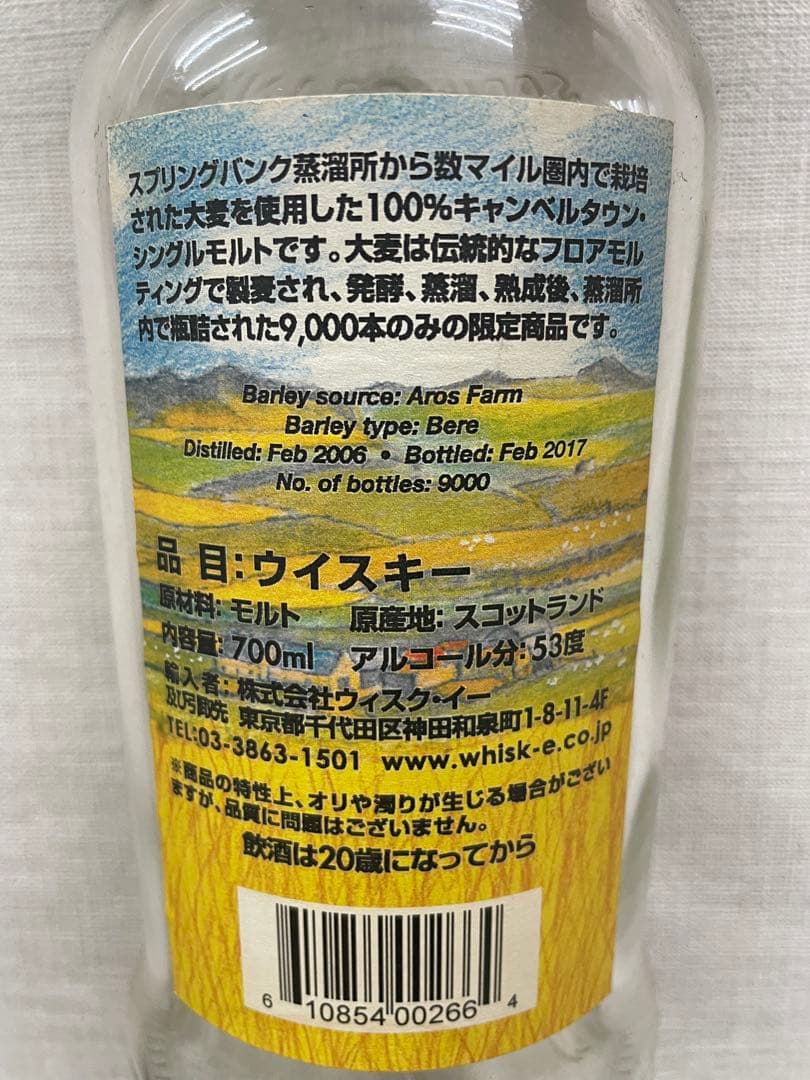 スプリングバンク蒸溜所から数マイル圏内で栽培
された大麦を使用した100%キャンベルタウン・
シングルモルトです。大麦は伝統的なフロアモル
ティングで製麦され、発酵、蒸溜、熟成後、蒸溜所
内で瓶詰された9,000本のみの限定商品です。
Barley source: Aros Farm
Barley type: Bere
Distilled: Feb 2006 • Bottled: Feb 2017
No. of bottles: 9000
品 目:ウイスキー
原材料: モルト 原産地: スコットランド
内容量: 700ml アルコール分: 53度
輸入者: 株式会社ウィスク・イー
及び引取先 東京都千代田区神田和泉町1-8-11-4F
TEL:03-3863-1501 www.whisk-e.co.jp
※商品の特性上、オリや濁りが生じる場合がござい
ますが、品質に問題はございません。
飲酒は20歳になってから
6 10854 00266 4